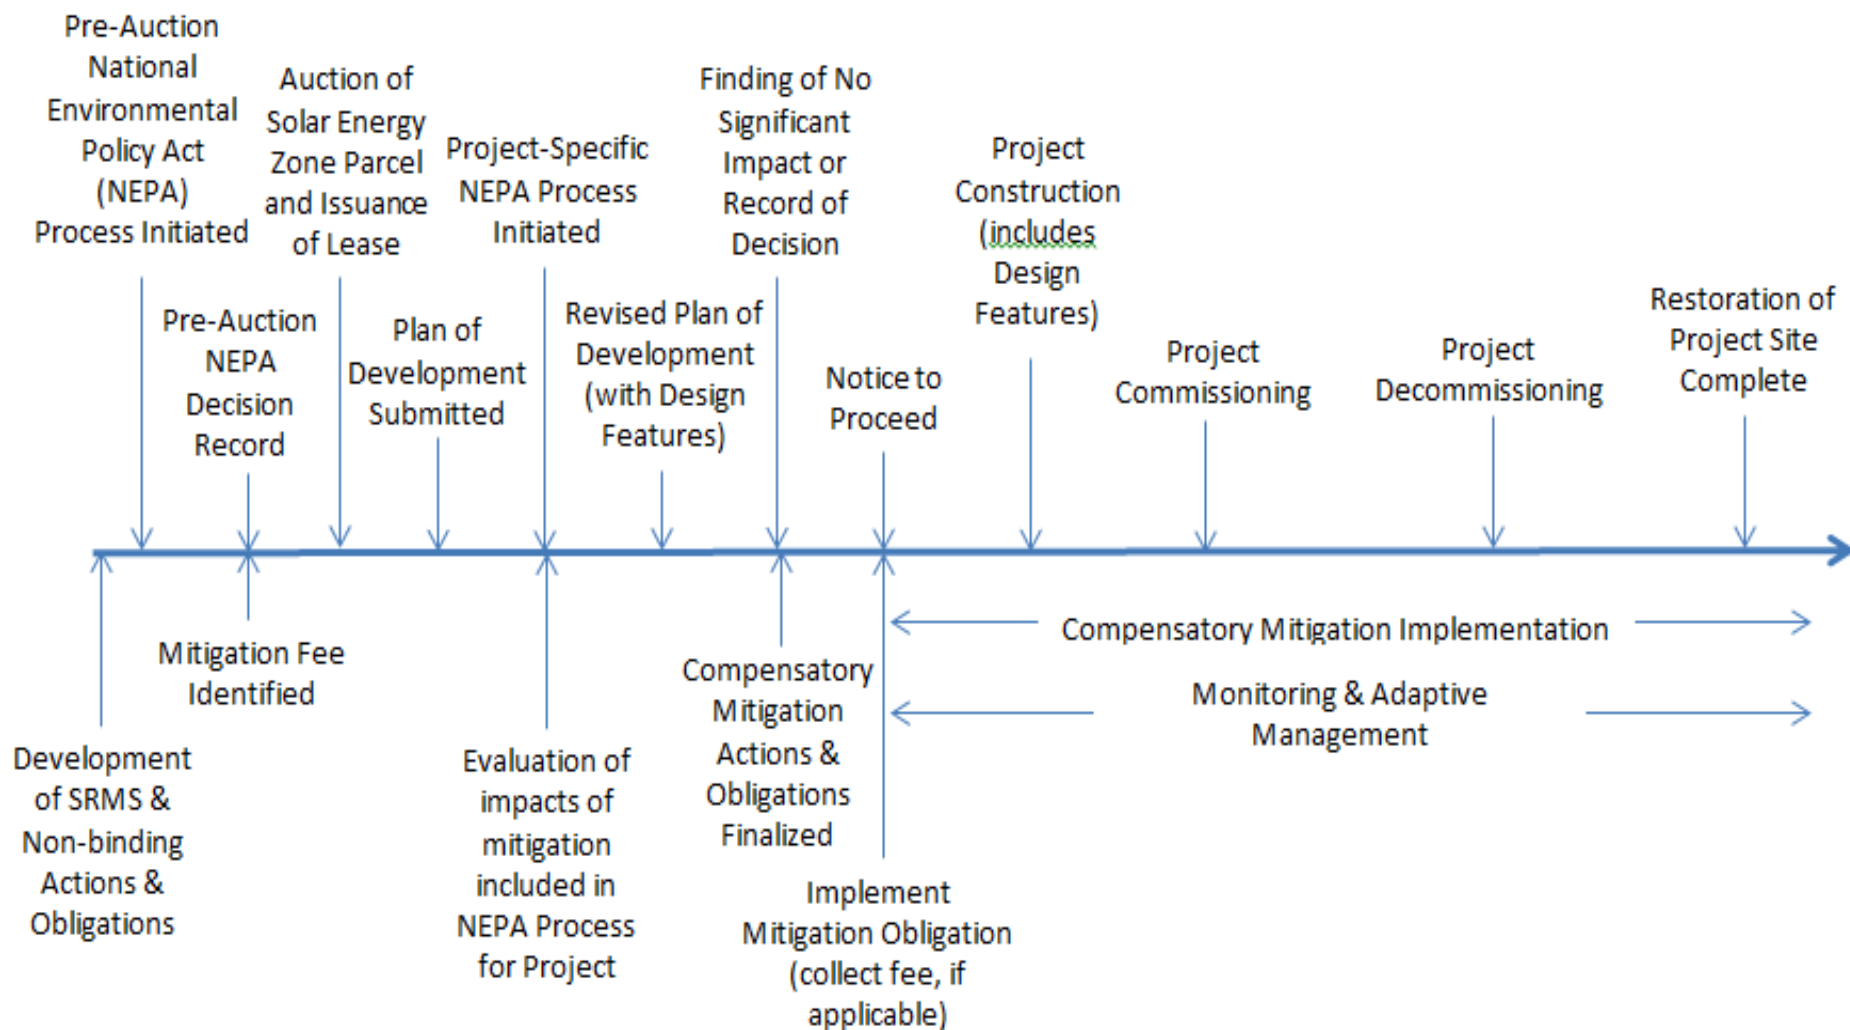 Pre-Auction
National
Environmental
Policy Act
(NEPA)
Process Initiated
Pre-Auction
NEPA
Decision
Record
Auction of
Solar Energy
Zone Parcel
and Issuance
of Lease
Plan of
Development
Submitted
Project-Specific
NEPA Process
Initiated
Revised Plan of
Development
(with Design
Features)
Finding of No
Significant
Impact or
Record of
Decision
Notice to
Proceed
Project
Construction
(includes
Design
Features)
Project
Commissioning
Project
Decommissioning
Restoration of
Project Site
Complete
Development
of SRMS &
Non-binding
Actions &
Obligations
Mitigation Fee
Identified
Evaluation of
impacts of
mitigation
included in
NEPA Process
for Project
Compensatory
Mitigation
Actions &
Obligations
Finalized
Implement
Mitigation Obligation
(collect fee, if
applicable)
Compensatory Mitigation Implementation
Monitoring & Adaptive
Management